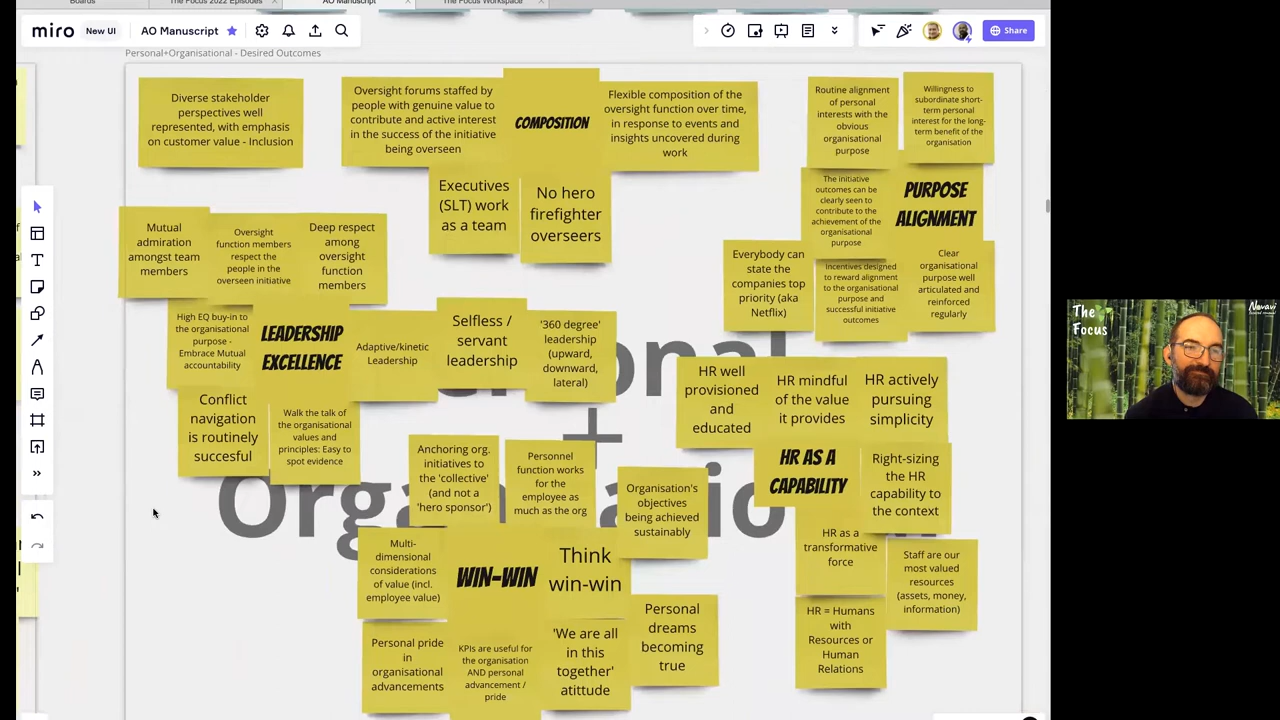 Boards
The Focus 2022 Episodes
AO Manuscript
The Focus Workspace
miro
New UI
AO Manuscript
Share
Personal+Organisational - Desired Outcomes
Diverse stakeholder
perspectives well
represented, with emphasis
on customer value - Inclusion
Oversight forums staffed by
people with genuine value to
contribute and active interest
in the success of the initiative
being overseen
COMPOSITION
Flexible composition of the
oversight function over time,
in response to events and
insights uncovered during
work
Executives
(SLT) work
as a team
No hero
firefighter
overseers
Routine alignment
of personal
interests with the
obvious
organisational
purpose
Willingness to
subordinate short-
term personal
interest for the long-
term benefit of the
organisation
The initiative
outcomes can be
clearly seen to
contribute to the
achievement of the
organisational
purpose
PURPOSE
ALIGNMENT
Everybody can
state the
companies top
priority (aka
Netflix)
Incentives designed
to reward alignment
to the organisational
purpose and
successful initiative
outcomes
Clear
organisational
purpose well
articulated and
reinforced
regularly
Mutual
admiration
amongst team
members
Oversight
function members
respect the
people in the
overseen initiative
Deep respect
among
oversight
function
members
High EQ buy-in to
the organisational
purpose -
Embrace Mutual
accountability
LEADERSHIP
EXCELLENCE
Adaptive/kinetic
Leadership
Selfless /
servant
leadership
'360 degree'
leadership
(upward,
downward,
lateral)
Conflict
navigation
is routinely
succesful
Walk the talk of
the organisational
values and
principles: Easy to
spot evidence
HR well
provisioned
and
educated
HR mindful
of the value
it provides
HR actively
pursuing
simplicity
HR AS A
CAPABILITY
Right-sizing
the HR
capability to
the context
HR as a
transformative
force
Staff are our
most valued
resources
(assets, money,
information)
HR = Humans
with
Resources or
Human
Relations
Anchoring org.
initiatives to
the 'collective'
(and not a
'hero sponsor')
Personnel
function works
for the
employee as
much as the org
Organisation's
objectives
being achieved
sustainably
Multi-
dimensional
considerations
of value (incl.
employee value)
WIN-WIN
Think
win-win
Personal pride
in
organisational
advancements
KPIs are useful for
the organisation
AND personal
advancement /
pride
'We are all
in this
together'
atittude
Personal
dreams
becoming
true
+
The
Focus
Novavi